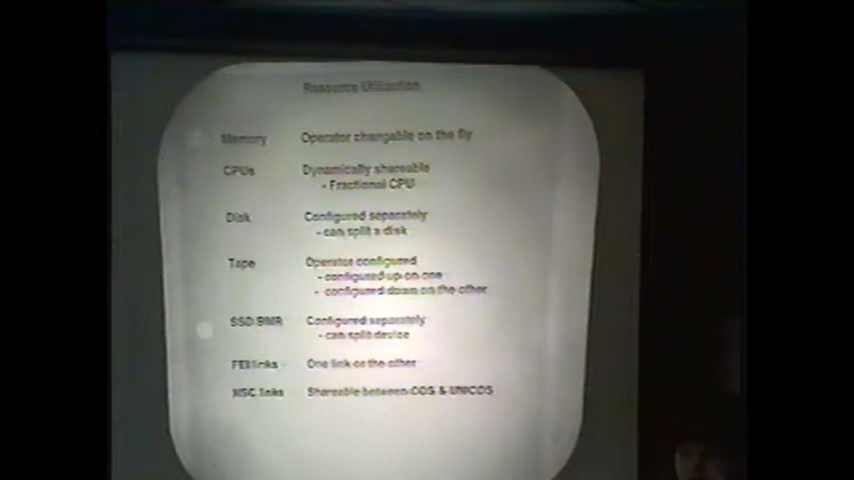 Resource Utilization
Memory Operator changable on the fly
CPUs Dynamically shareable
- Fractional CPU
Disk Configured separately
- can split a disk
Tape Operator configured
- configured up on one
- configured down on the other
SSD/BMR Configured separately
- can split device
FEI links One link or the other
NSC links Shareable between COS & UNICOS